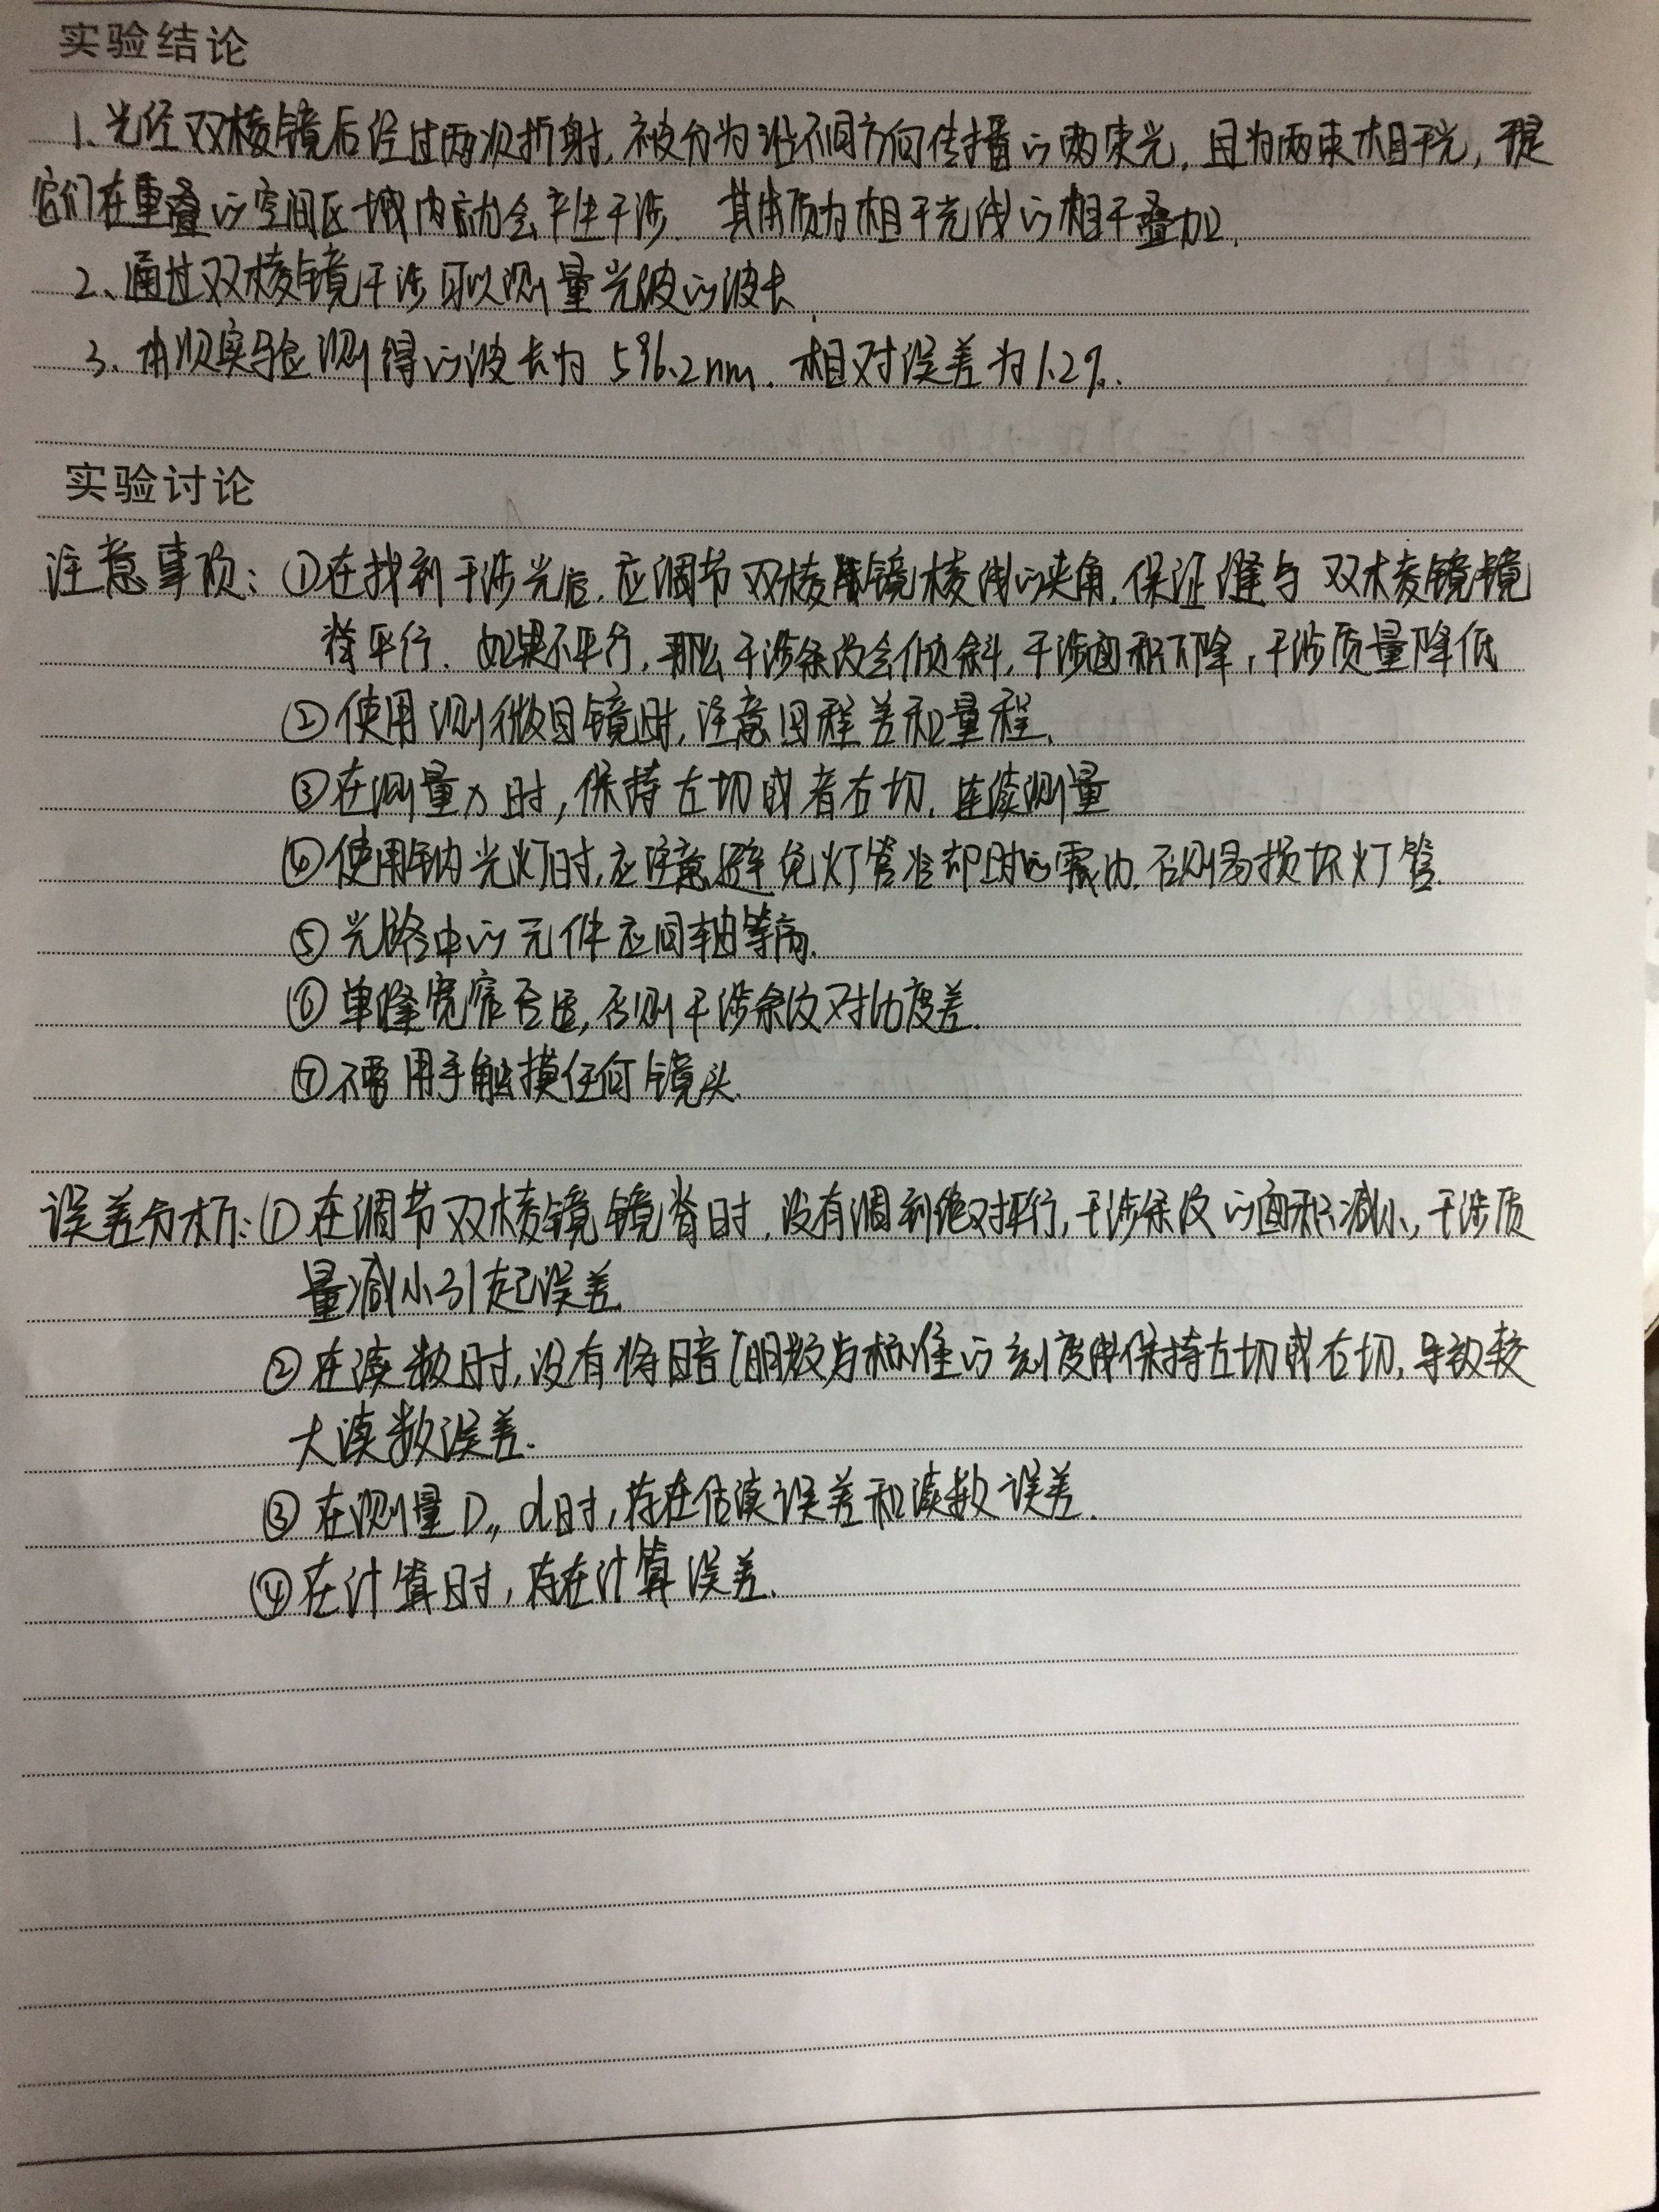 实验结论
1、光经双棱镜后经过两次折射,被分为沿不同方向传播的两束光,且为两束相干光,于是
它们在重叠的空间区域内就会产生干涉.其本质为相干光线的相干叠加.
2、通过双棱镜干涉可以测量光波的波长.
3、本次实验测得的波长为 596.2nm.相对误差为1.2%.
实验讨论
注意事项:①在找到干涉光后,应调节双棱镜棱线的夹角,保证缝与双棱镜镜
脊平行.如果不平行,那么干涉条纹会倾斜,干涉面积下降,干涉质量降低
②使用测微目镜时,注意回程差和量程.
③在测量 时,保持左切或者右切.连续测量
④使用钠光灯时,应注意避免灯管冷却时的震动.否则易损坏灯管.
⑤光路中的元件应同轴等高.
⑥单缝宽窄合适,否则干涉条纹对比度差.
⑦不要用手触摸任何镜头.
误差分析:①在调节双棱镜镜脊时,没有调到绝对平行,干涉条纹的面积减小,干涉质
量减小引起误差.
②在读数时,没有将暗(明纹)与标准的刻度 保持左切或右切,导致较
大读数误差.
③在测量D,,d时,存在估读误差和读数误差.
④在计算时,存在计算误差.